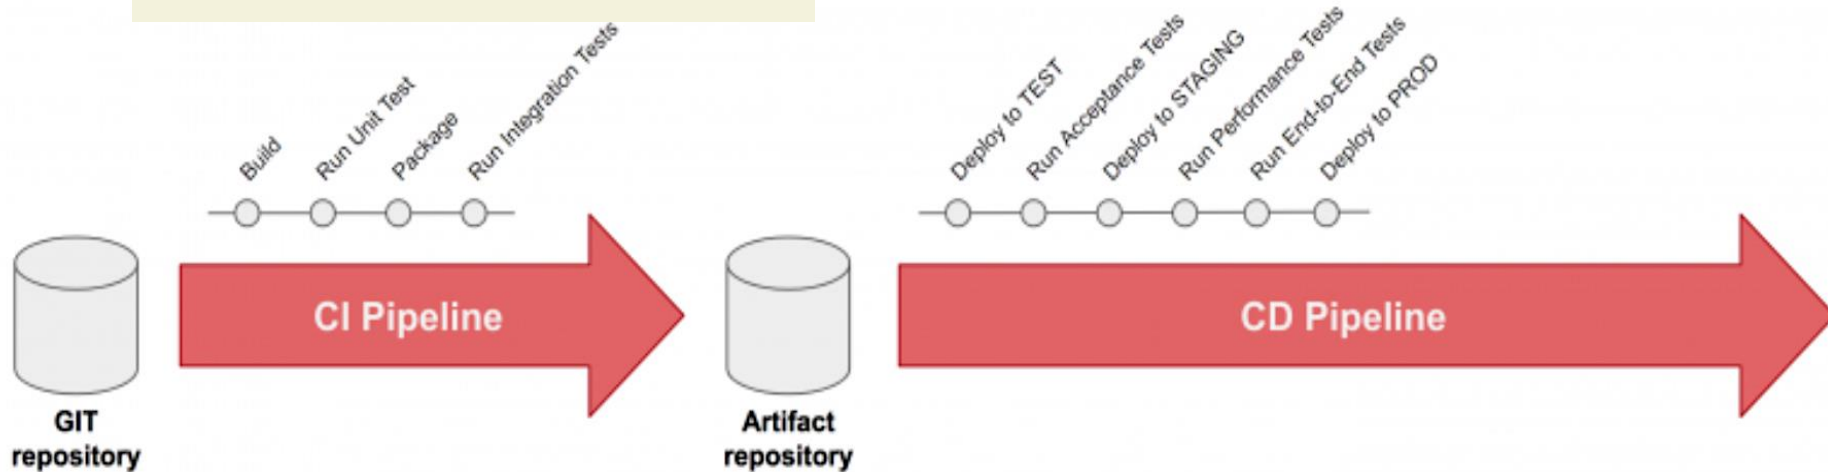 Build
Run Unit Test
Package
Run Integration Tests
Deploy to TEST
Run Acceptance Tests
Deploy to STAGING
Run Performance Tests
Run End-to-End Tests
Deploy to PROD
CI Pipeline
CD Pipeline
GIT
repository
Artifact
repository